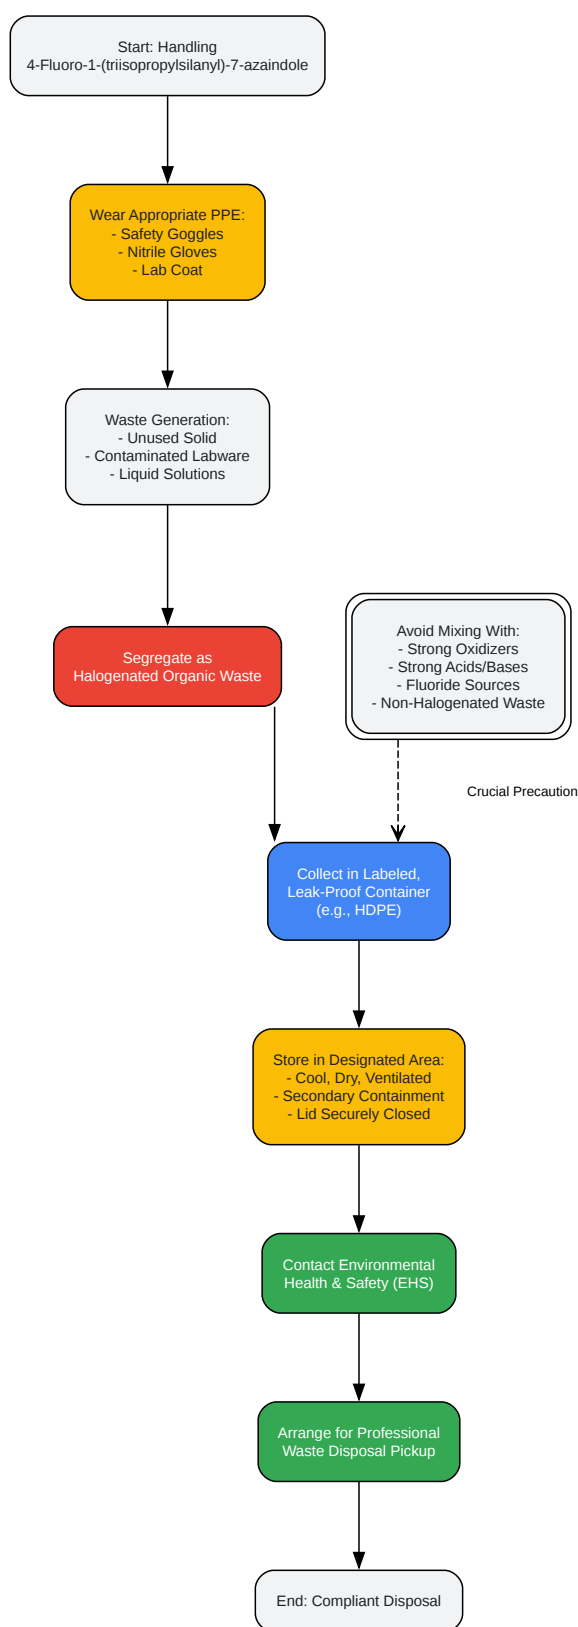 Start: Handling
4-Fluoro-1-(triisopropylsilanyl)-7-azaindole
Wear Appropriate PPE:
- Safety Goggles
- Nitrile Gloves
- Lab Coat
Waste Generation:
- Unused Solid
- Contaminated Labware
- Liquid Solutions
Segregate as
Halogenated Organic Waste
Avoid Mixing With:
- Strong Oxidizers
- Strong Acids/Bases
- Fluoride Sources
- Non-Halogenated Waste
Crucial Precaution
Collect in Labeled,
Leak-Proof Container
(e.g., HDPE)
Store in Designated Area:
- Cool, Dry, Ventilated
- Secondary Containment
- Lid Securely Closed
Contact Environmental
Health & Safety (EHS)
Arrange for Professional
Waste Disposal Pickup
End: Compliant Disposal